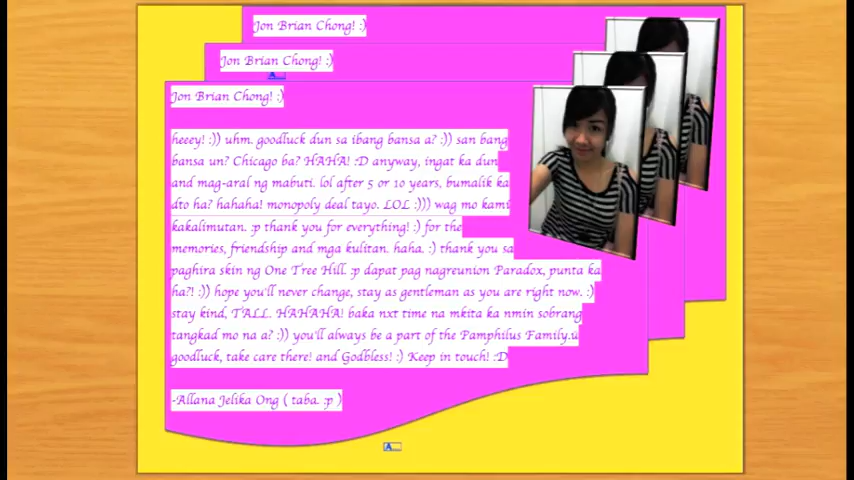 Jon Brian Chong! :)
Jon Brian Chong! :)
A
Jon Brian Chong! :)
heeey! :)) uhm. goodluck dun sa ibang bansa a? :)) san bang
bansa un? Chicago ba? HAHA! :D anyway, ingat ka dun
and mag-aral ng mabuti. lol after 5 or 10 years, bumalik ka
dto ha? hahaha! monopoly deal tayo. LOL :))) wag mo kami
kakalimutan. :p thank you for everything! :) for the
memories, friendship and mga kulitan. haha. :) thank you sa
paghira skin ng One Tree Hill. :p dapat pag nagreunion Paradox, punta ka
ha?! :)) hope you'll never change, stay as gentleman as you are right now. :)
stay kind, TALL. HAHAHA! baka nxt time na mkita ka nmin sobrang
tangkad mo na a? :)) you'll always be a part of the Pamphilus Family.ü
goodluck, take care there! and Godbless! :) Keep in touch! :D
-Allana Jelika Ong ( taba. :p )
A